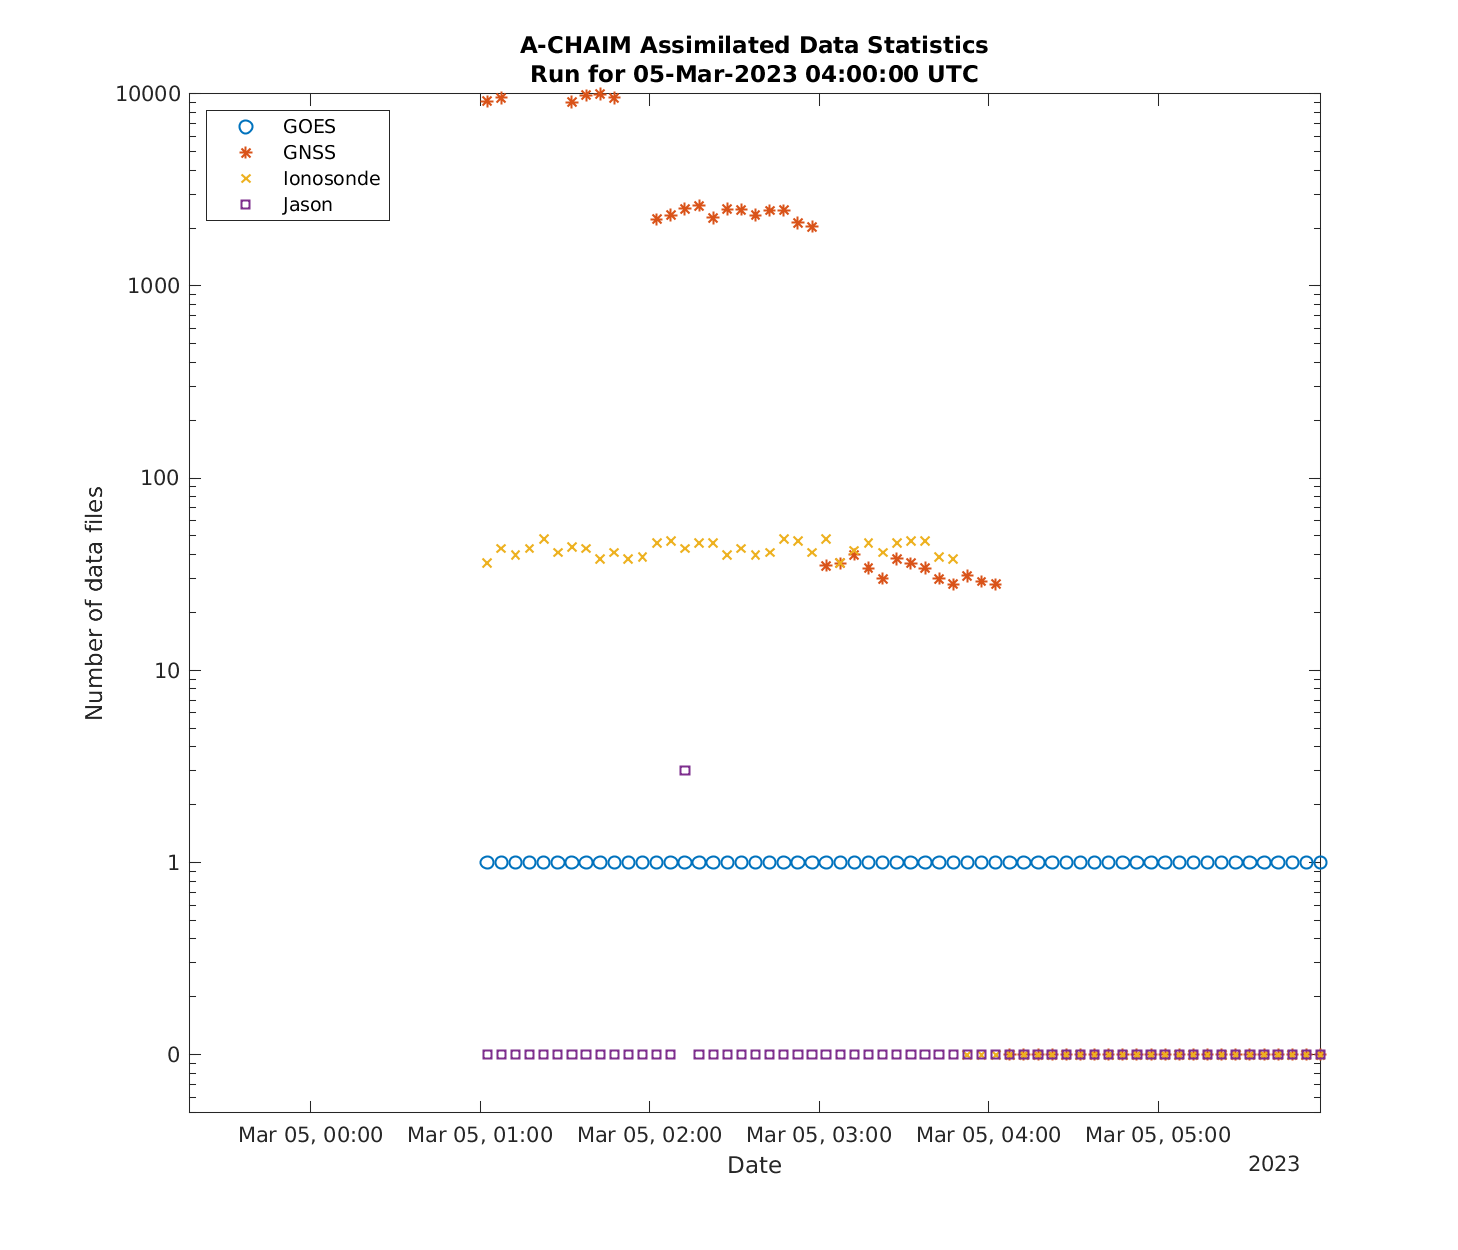 A-CHAIM Assimilated Data Statistics
Run for 05-Mar-2023 04:00:00 UTC
10000
1000
100
10
1
0
GOES
GNSS
Ionosonde
Jason
Number of data files
Mar 05, 00:00 Mar 05, 01:00 Mar 05, 02:00 Mar 05, 03:00 Mar 05, 04:00 Mar 05, 05:00
Date
2023